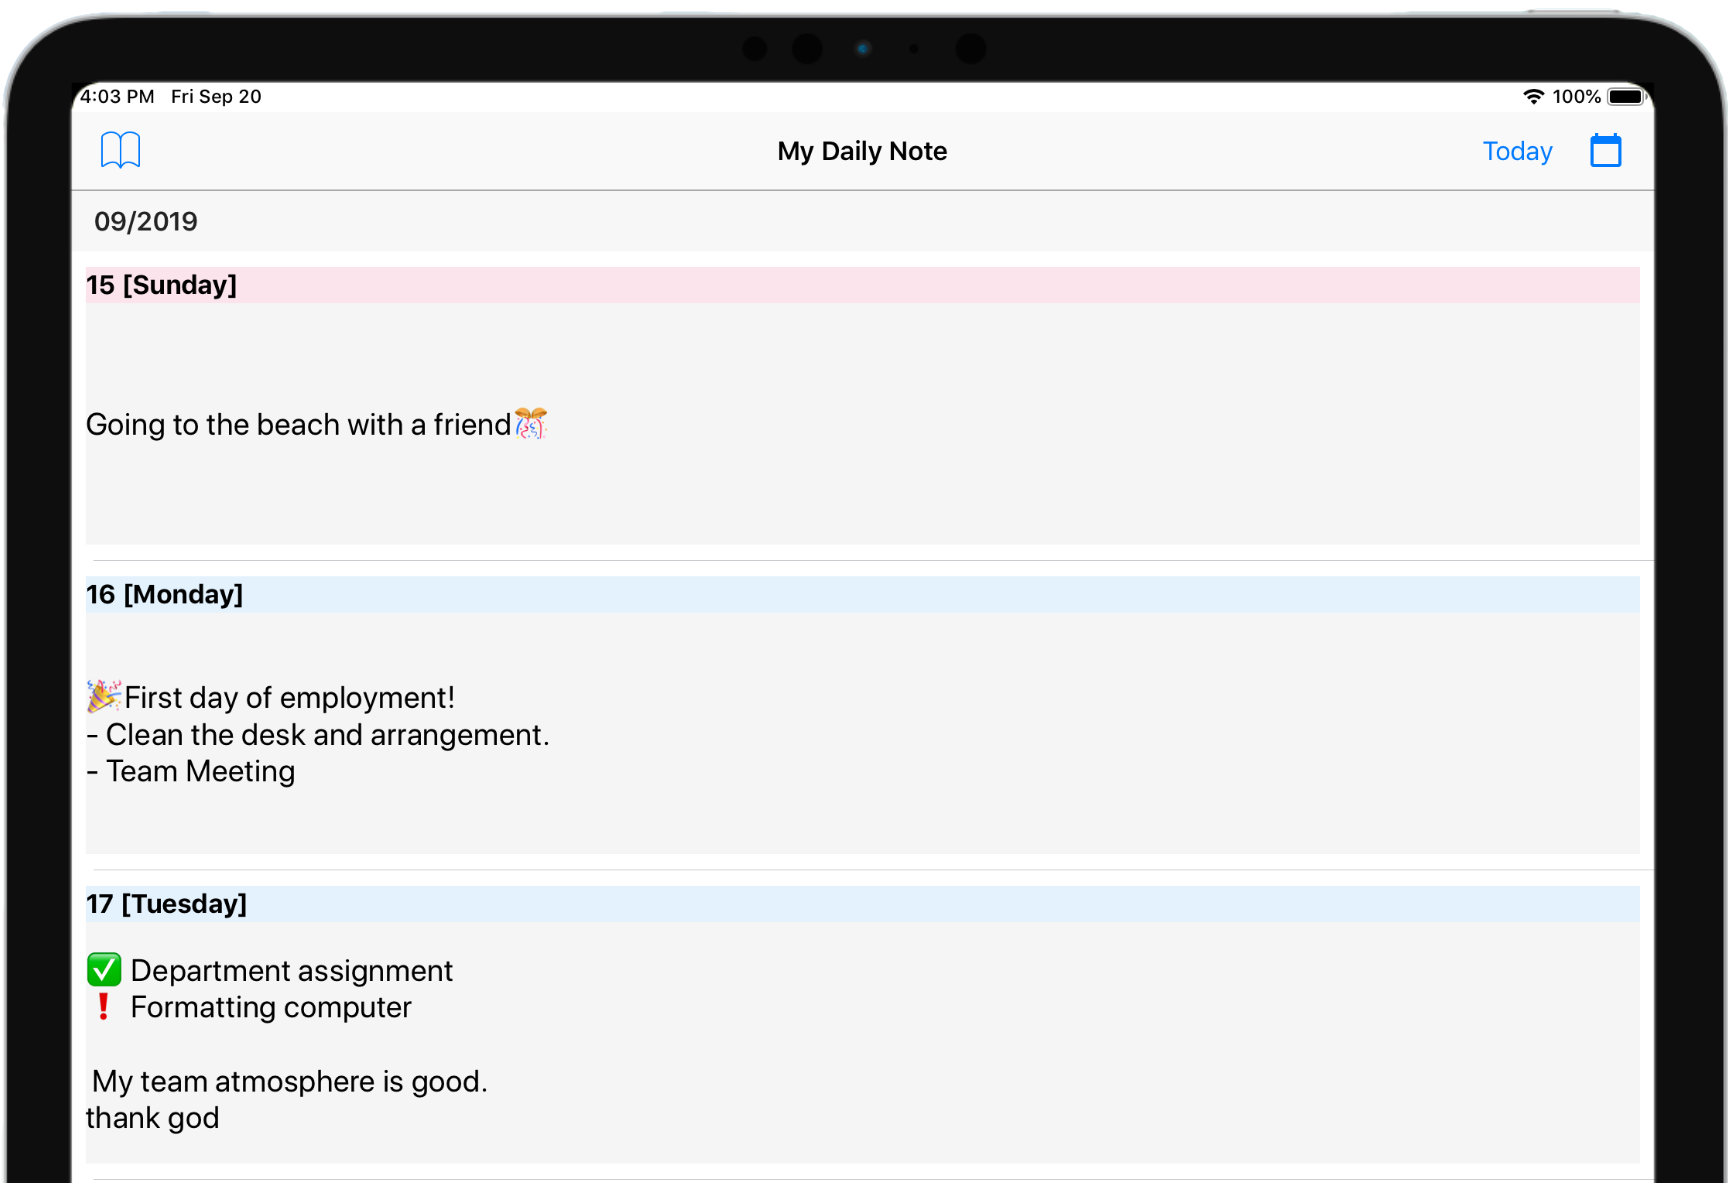 4:03 PM Fri Sep 20 100%
My Daily Note Today
09/2019
15 [Sunday]
Going to the beach with a friend🎊
16 [Monday]
🎉First day of employment!
- Clean the desk and arrangement.
- Team Meeting
17 [Tuesday]
✅ Department assignment
❗ Formatting computer
My team atmosphere is good.
thank god